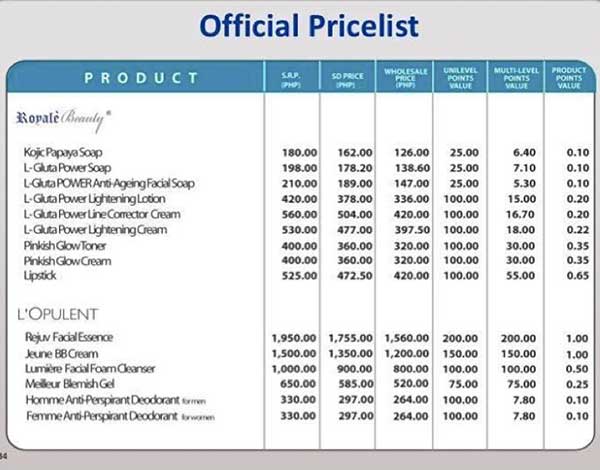 Official Pricelist
PRODUCT S.R.P. (PHP) SD PRICE (PHP) WHOLESALE PRICE (PHP) UNILEVEL POINTS VALUE MULTI-LEVEL POINTS VALUE PRODUCT POINTS VALUE
Royalè Beauty®
Kojic Papaya Soap 180.00 162.00 126.00 25.00 6.40 0.10
L-Gluta Power Soap 198.00 178.20 138.60 25.00 7.10 0.10
L-Gluta POWER Anti-Ageing Facial Soap 210.00 189.00 147.00 25.00 5.30 0.10
L-Gluta Power Lightening Lotion 420.00 378.00 336.00 100.00 15.00 0.20
L-Gluta Power Line Corrector Cream 560.00 504.00 420.00 100.00 16.70 0.20
L-Gluta Power Lightening Cream 530.00 477.00 397.50 100.00 18.00 0.22
Pinkish Glow Toner 400.00 360.00 320.00 100.00 30.00 0.35
Pinkish Glow Cream 400.00 360.00 320.00 100.00 30.00 0.35
Lipstick 525.00 472.50 420.00 100.00 55.00 0.65
L'OPULENT
Rejuv Facial Essence 1,950.00 1,755.00 1,560.00 200.00 200.00 1.00
Jeune BB Cream 1,500.00 1,350.00 1,200.00 150.00 150.00 1.00
Lumière Facial Foam Cleanser 1,000.00 900.00 800.00 100.00 100.00 0.50
Meilleur Blemish Gel 650.00 585.00 520.00 75.00 75.00 0.25
Homme Anti-Perspirant Deodorant for men 330.00 297.00 264.00 100.00 7.80 0.10
Femme Anti-Perspirant Deodorant for women 330.00 297.00 264.00 100.00 7.80 0.10
34